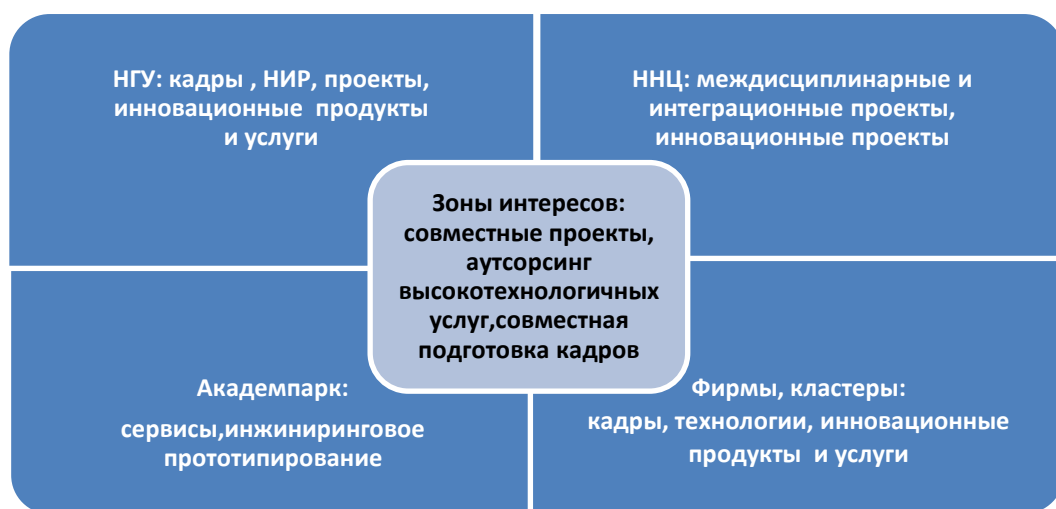 НГУ: кадры , НИР, проекты,
инновационные продукты
и услуги
ННЦ: междисциплинарные и
интеграционные проекты,
инновационные проекты
Зоны интересов:
совместные проекты,
аутсорсинг
высокотехнологичных
услуг,совместная
подготовка кадров
Академпарк:
сервисы,инжиниринговое
прототипирование
Фирмы, кластеры:
кадры, технологии, инновационные
продукты и услуги